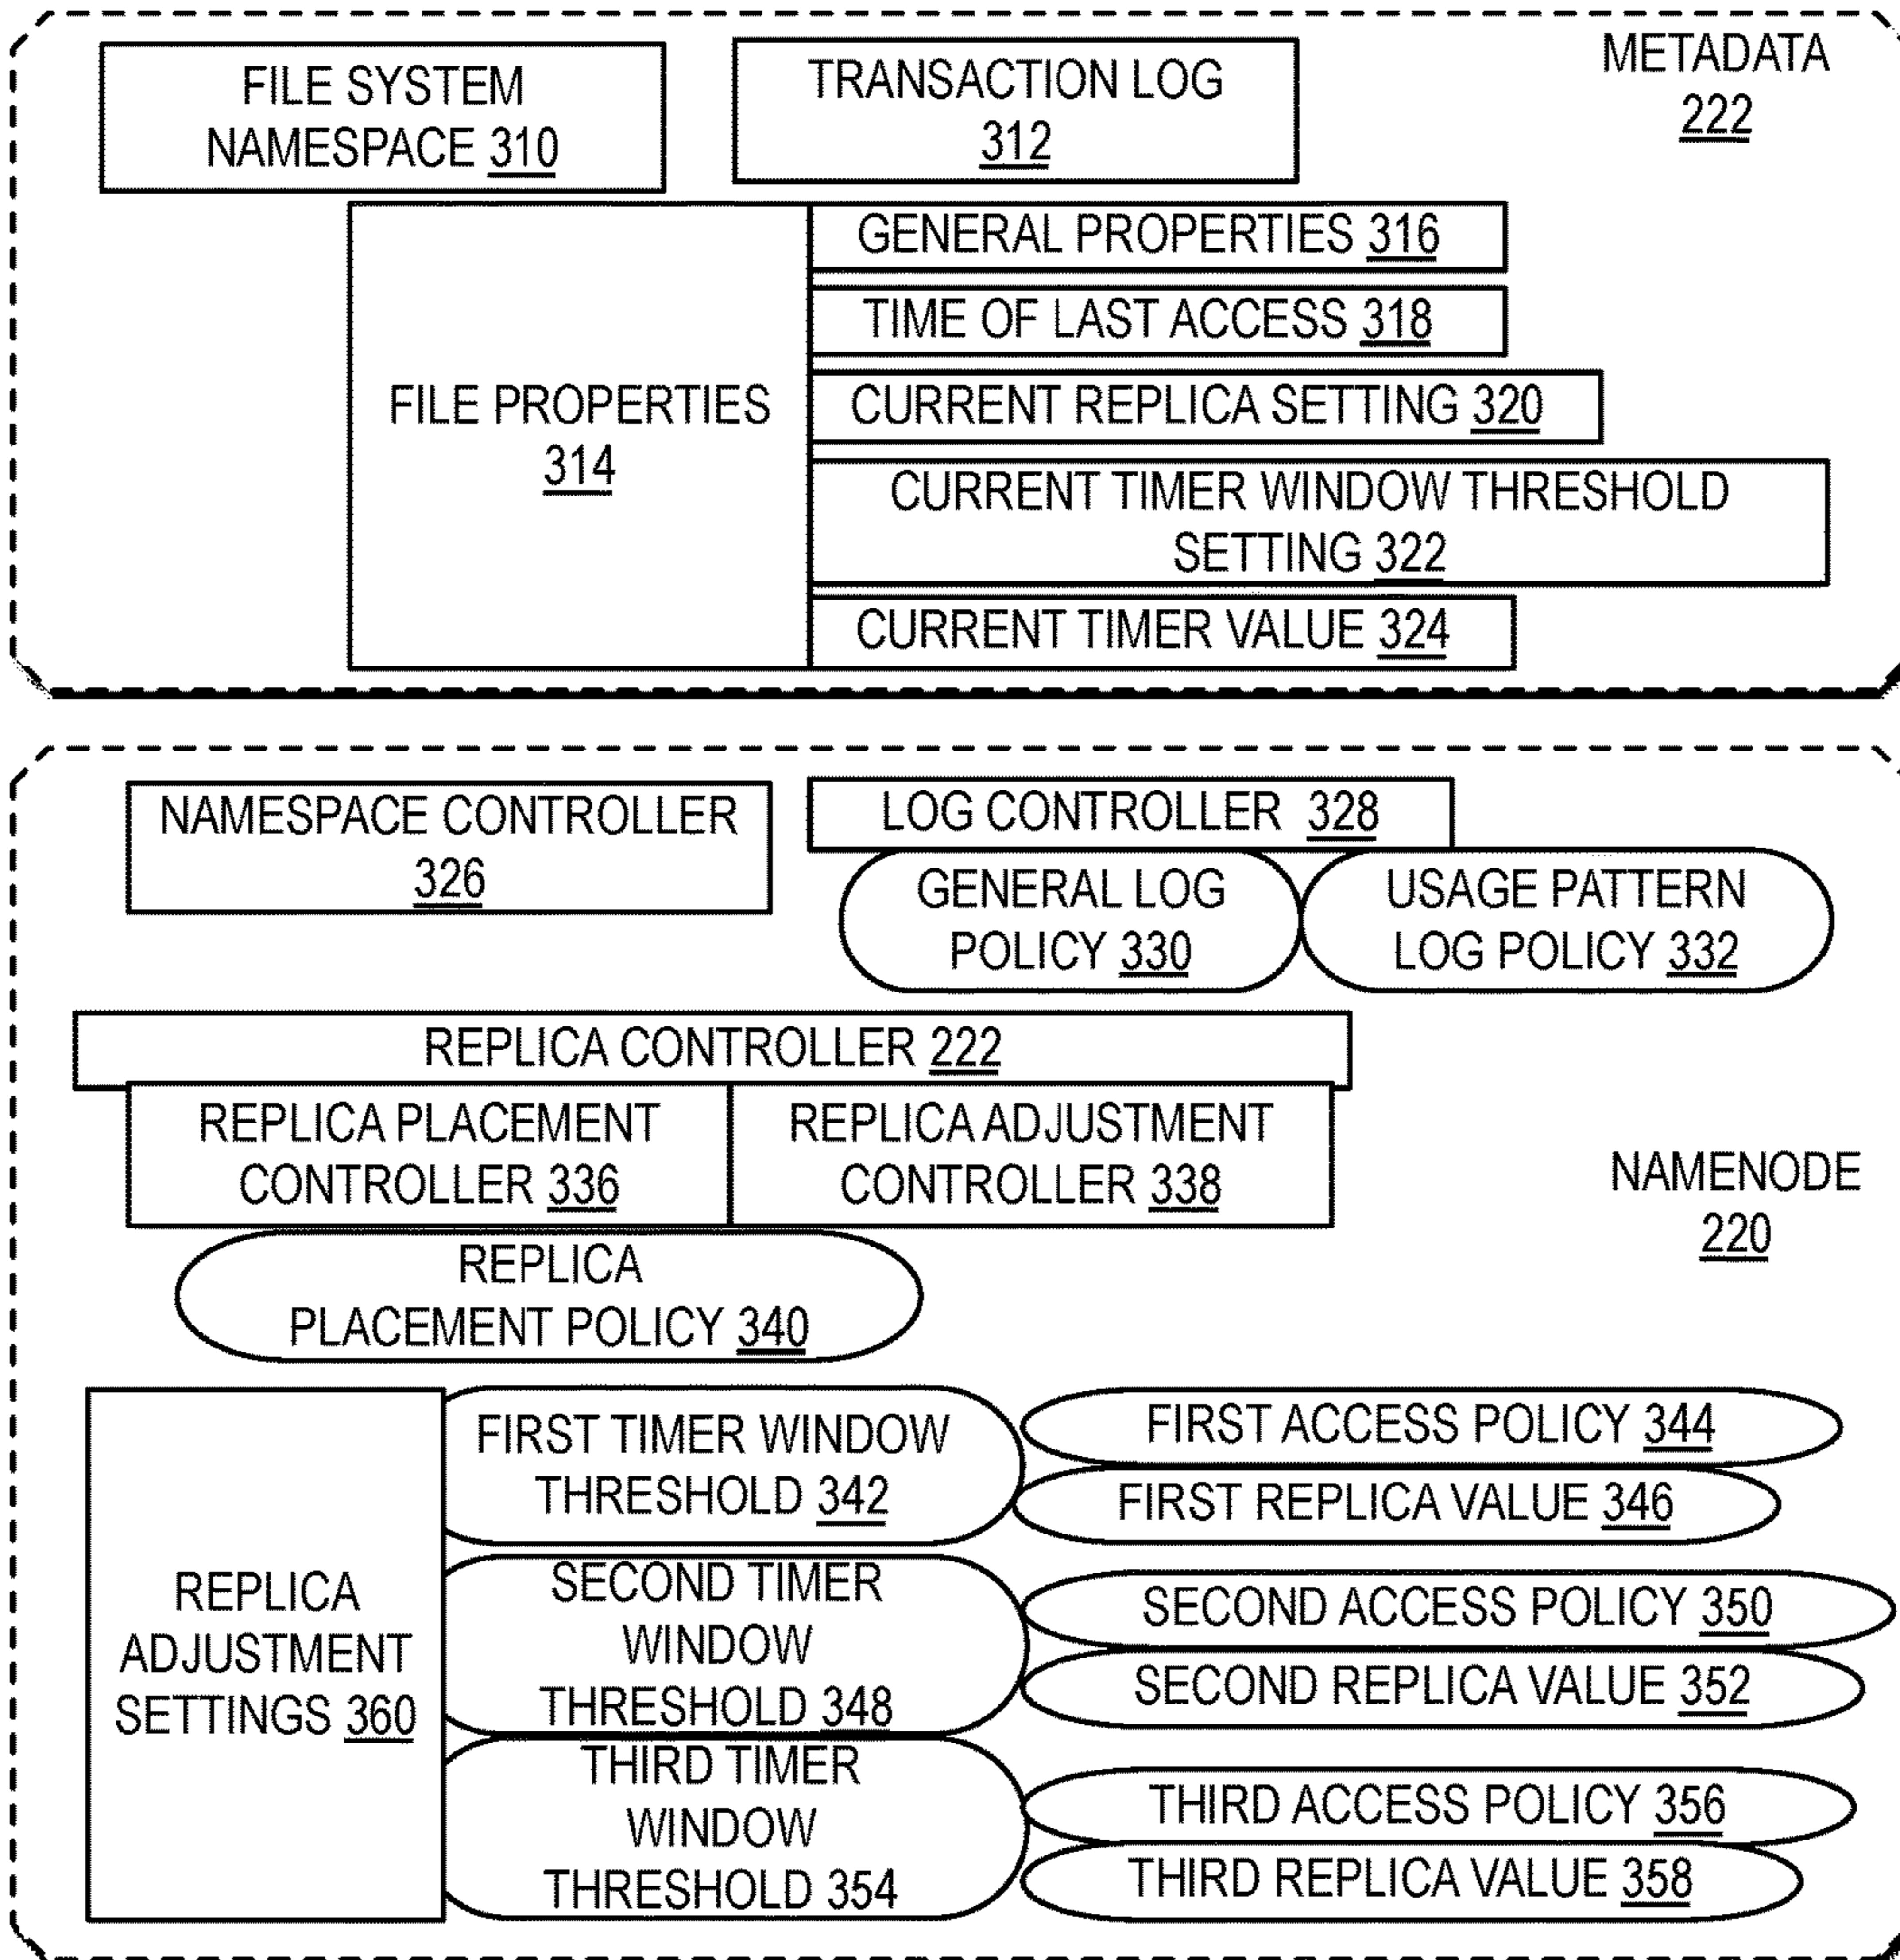 METADATA
222
FILE SYSTEM
NAMESPACE 310
TRANSACTION LOG
312
FILE PROPERTIES
314
GENERAL PROPERTIES 316
TIME OF LAST ACCESS 318
CURRENT REPLICA SETTING 320
CURRENT TIMER WINDOW THRESHOLD
SETTING 322
CURRENT TIMER VALUE 324
NAMESPACE CONTROLLER
326
LOG CONTROLLER 328
GENERAL LOG
POLICY 330
USAGE PATTERN
LOG POLICY 332
REPLICA CONTROLLER 222
REPLICA PLACEMENT
CONTROLLER 336
REPLICA ADJUSTMENT
CONTROLLER 338
NAMENODE
220
REPLICA
PLACEMENT POLICY 340
REPLICA
ADJUSTMENT
SETTINGS 360
FIRST TIMER WINDOW
THRESHOLD 342
FIRST ACCESS POLICY 344
FIRST REPLICA VALUE 346
SECOND TIMER
WINDOW
THRESHOLD 348
SECOND ACCESS POLICY 350
SECOND REPLICA VALUE 352
THIRD TIMER
WINDOW
THRESHOLD 354
THIRD ACCESS POLICY 356
THIRD REPLICA VALUE 358